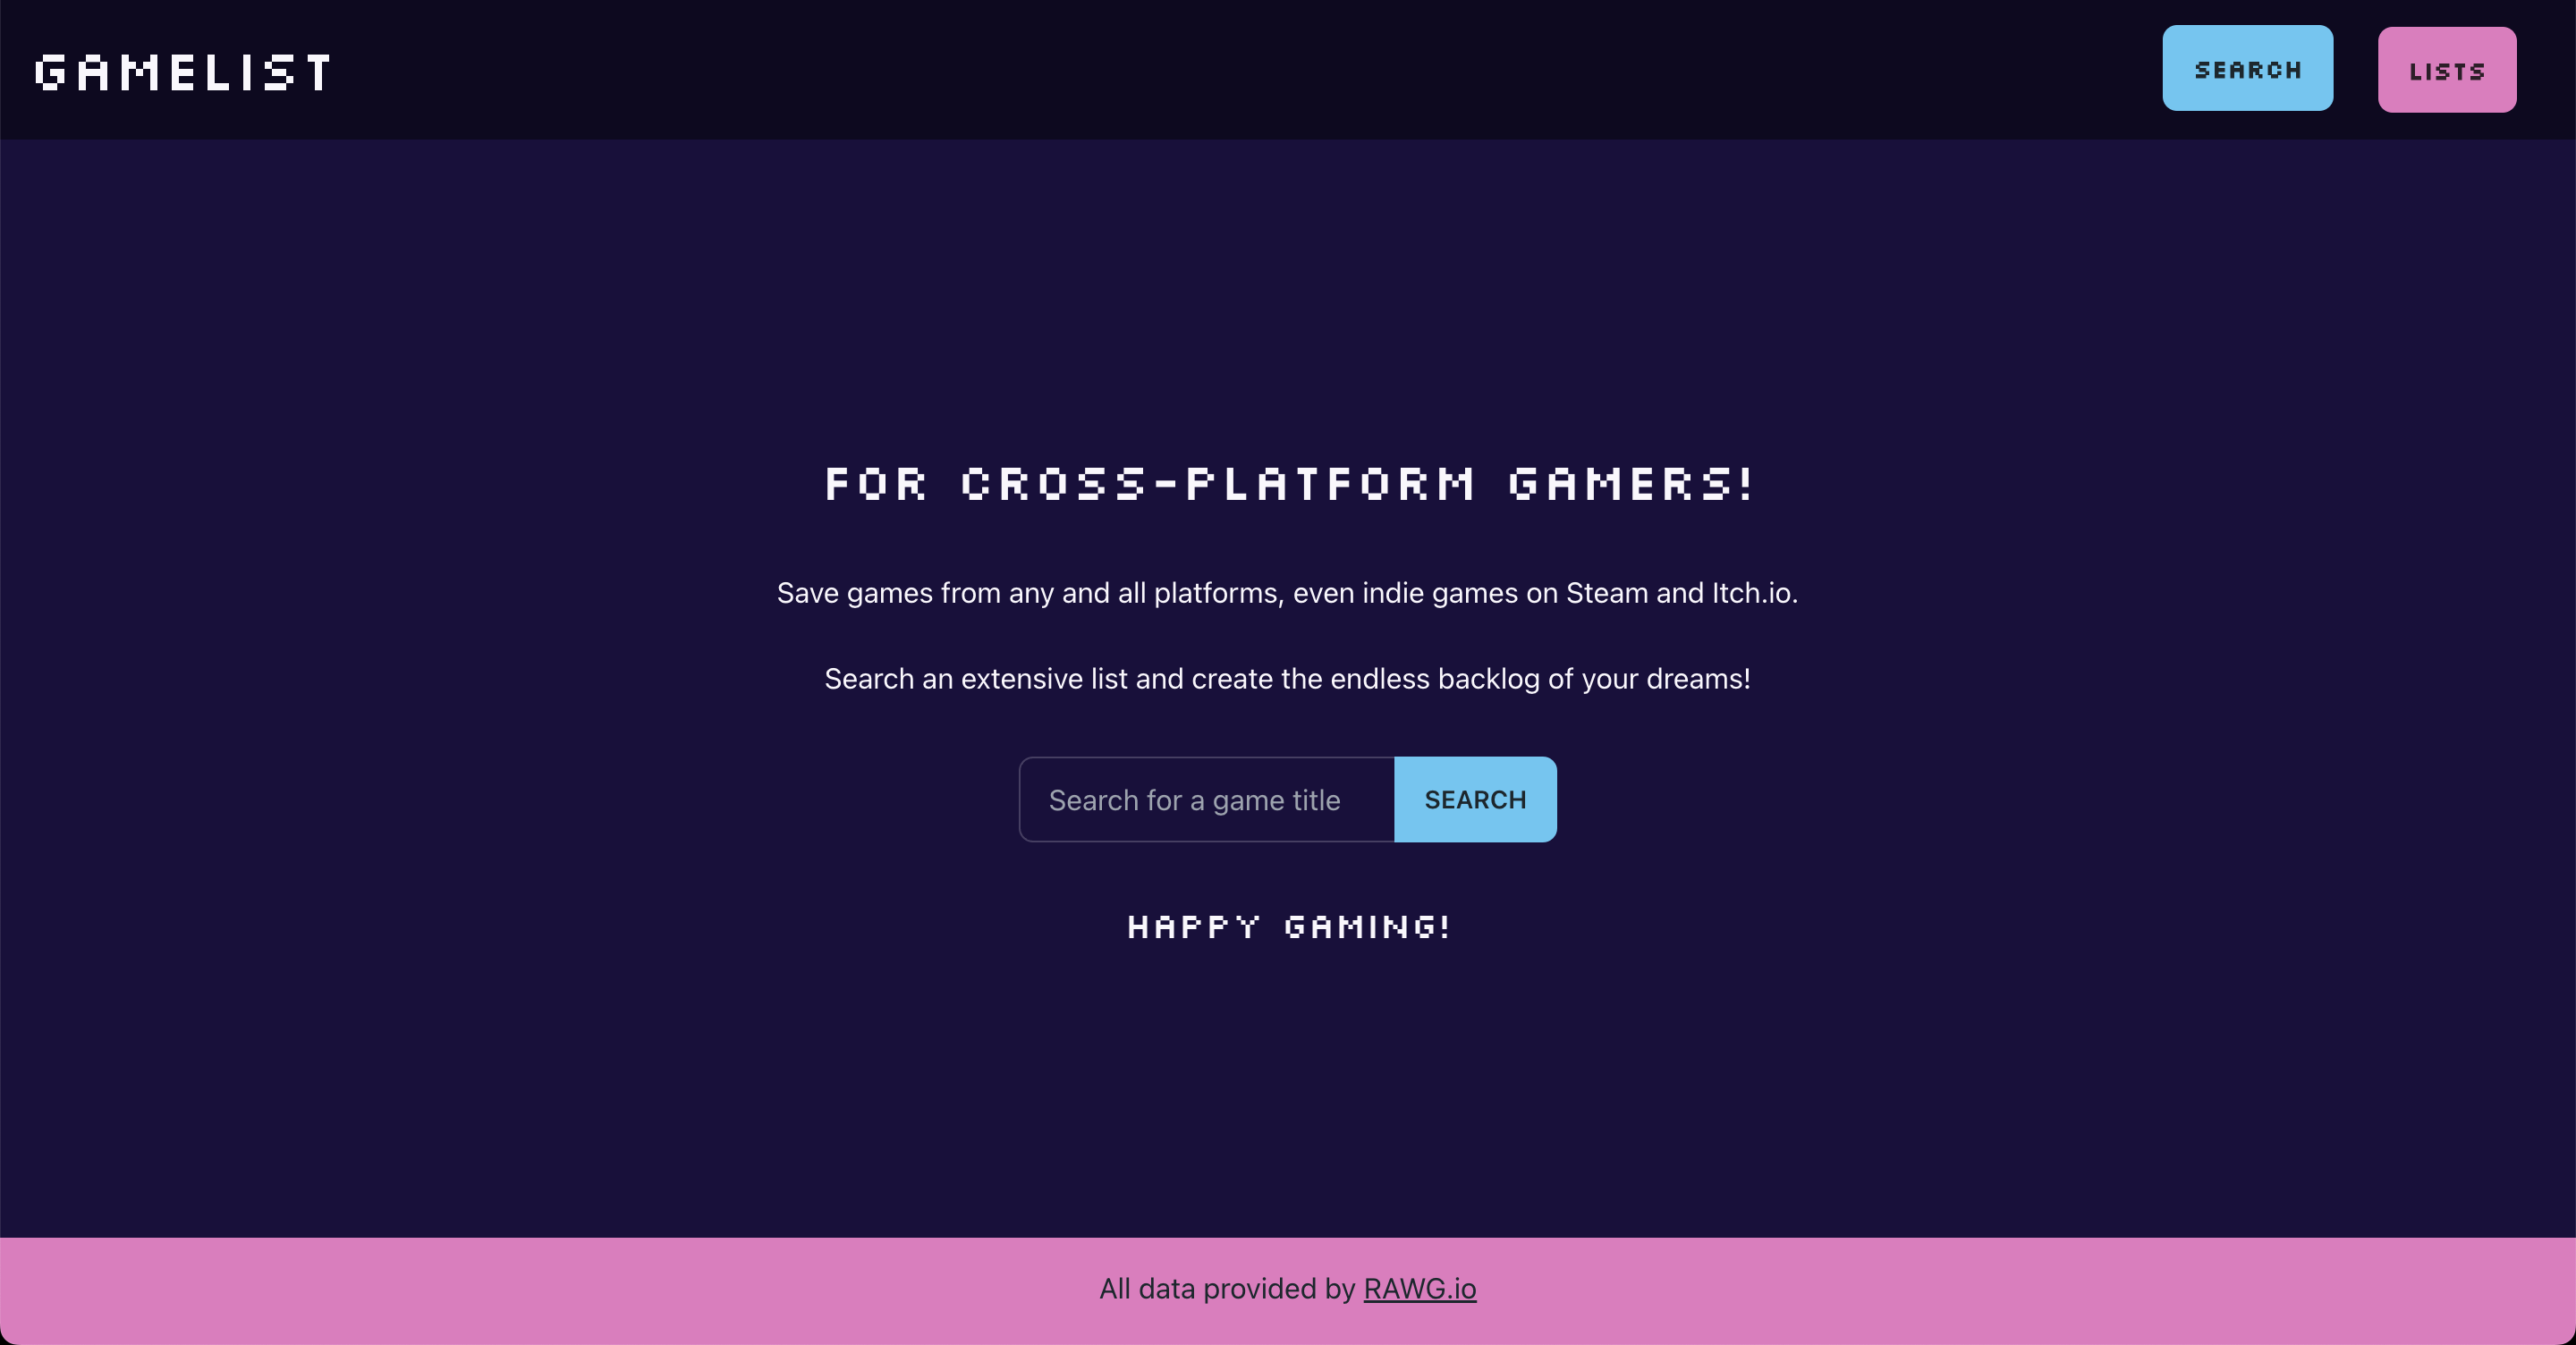 GAMELIST
SEARCH
LISTS
FOR CROSS-PLATFORM GAMERS!
Save games from any and all platforms, even indie games on Steam and Itch.io.
Search an extensive list and create the endless backlog of your dreams!
Search for a game title
SEARCH
HAPPY GAMING!
All data provided by RAWG.io